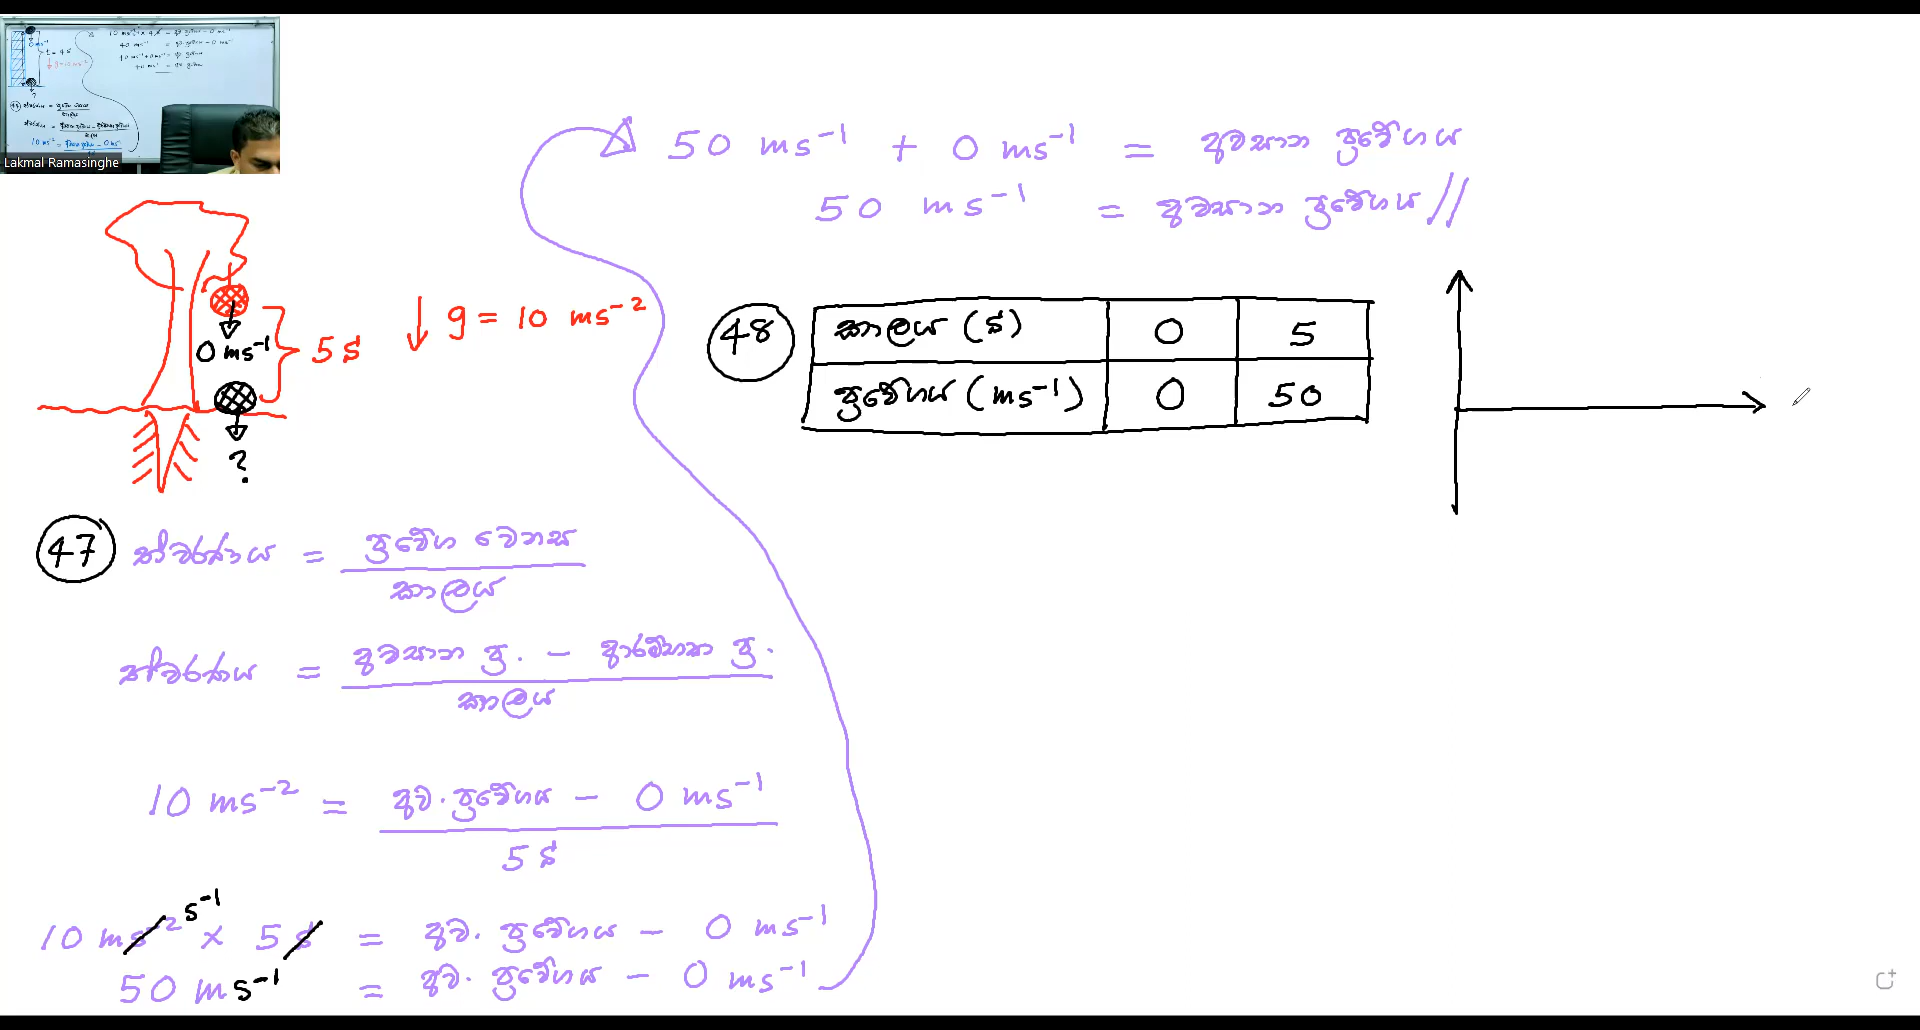 Lakmal Ramasinghe
50 ms⁻¹ + 0 ms⁻¹ = අවසාන ප්‍රවේගය
50 ms⁻¹ = අවසාන ප්‍රවේගය //
0 ms⁻¹
5 s
↓ g = 10 ms⁻²
?
48
කාලය (s) 0 5
ප්‍රවේගය (ms⁻¹) 0 50
47 ත්වරණය = ප්‍රවේග වෙනස
කාලය
ත්වරණය = අවසාන ප්‍ර. − ආරම්භක ප්‍ර.
කාලය
10 ms⁻² = අව. ප්‍රවේගය − 0 ms⁻¹
5 s
s⁻¹
10 ms⁻² × 5 s = අව. ප්‍රවේගය − 0 ms⁻¹
50 ms⁻¹ = අව. ප්‍රවේගය − 0 ms⁻¹